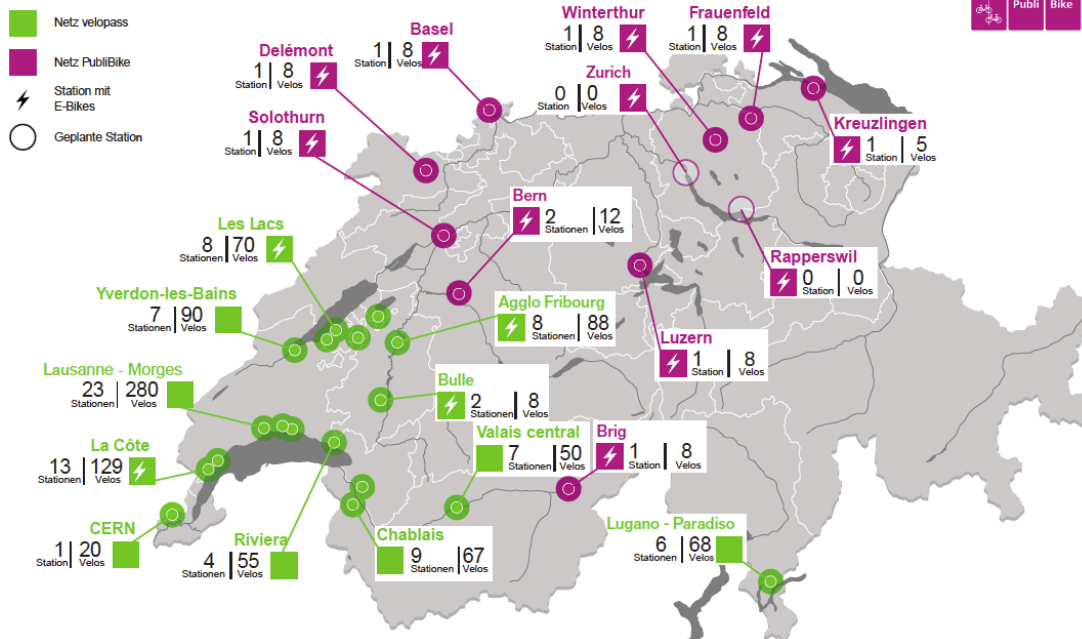 Netz velopass
Netz PubliBike
Station mit
E-Bikes
Geplante Station
Publi Bike
Basel
1 8
Station Velos
Delémont
1 8
Station Velos
Solothurn
1 8
Station Velos
Winterthur
1 8
Station Velos
Frauenfeld
1 8
Station Velos
Zurich
0 0
Station Velos
Kreuzlingen
1 5
Station Velos
Bern
2 12
Stationen Velos
Rapperswil
0 0
Station Velos
Les Lacs
8 70
Stationen Velos
Yverdon-les-Bains
7 90
Stationen Velos
Agglo Fribourg
8 88
Stationen Velos
Luzern
1 8
Station Velos
Lausanne - Morges
23 280
Stationen Velos
Bulle
2 8
Stationen Velos
La Côte
13 129
Stationen Velos
Valais central
7 50
Stationen Velos
Brig
1 8
Station Velos
CERN
1 20
Station Velos
Riviera
4 55
Stationen Velos
Chablais
9 67
Stationen Velos
Lugano - Paradiso
6 68
Stationen Velos